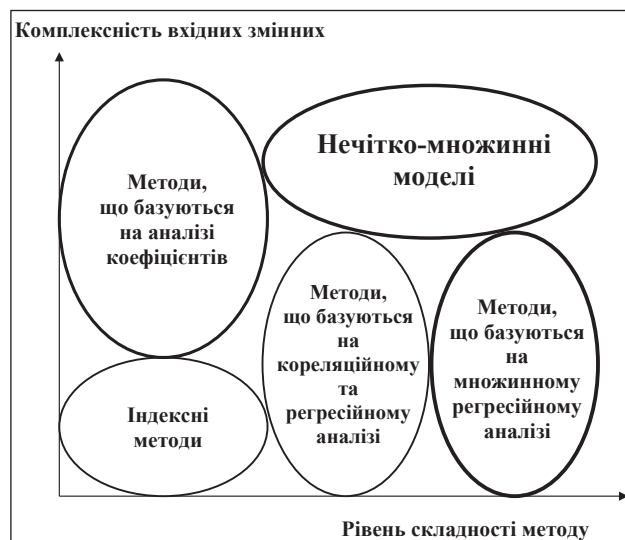 Комплексність вхідних змінних
Нечітко-множинні
моделі
Методи,
що базуються
на аналізі
коефіцієнтів
Методи,
що базуються
на
кореляційному
та
регресійному
аналізі
Методи,
що базуються
на
множинному
регресійному
аналізі
Індексні
методи
Рівень складності методу